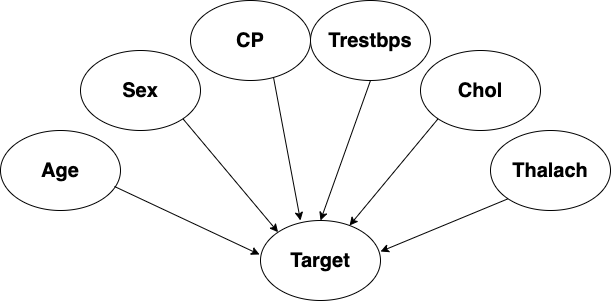 CP
Trestbps
Sex
Chol
Age
Thalach
Target